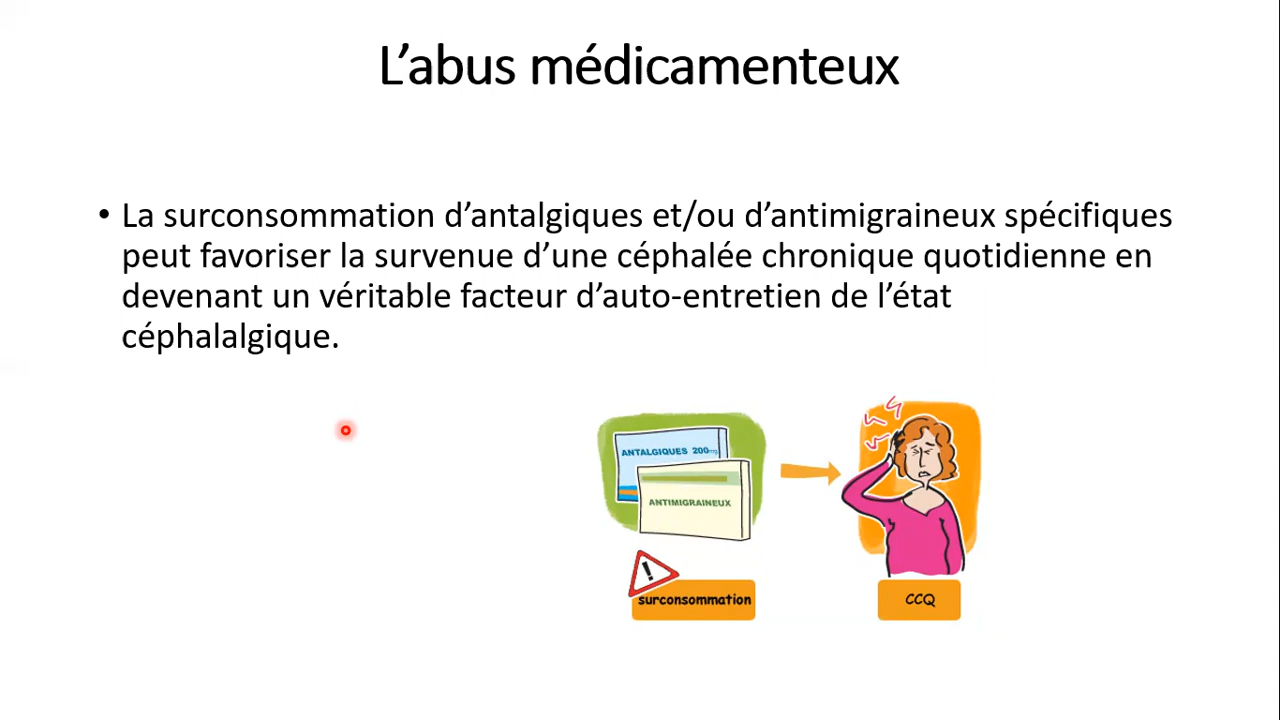 L’abus médicamenteux
• La surconsommation d’antalgiques et/ou d’antimigraineux spécifiques
peut favoriser la survenue d’une céphalée chronique quotidienne en
devenant un véritable facteur d’auto-entretien de l’état
céphalalgique.
ANTALGIQUES 200mg
ANTIMIGRAINEUX
!
surconsommation
CCQ